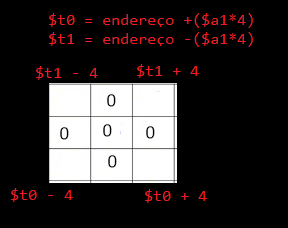 $t0 = endereço +($a1*4)
$t1 = endereço -($a1*4)
$t1 - 4 $t1 + 4
0
0 0 0
0
$t0 - 4 $t0 + 4